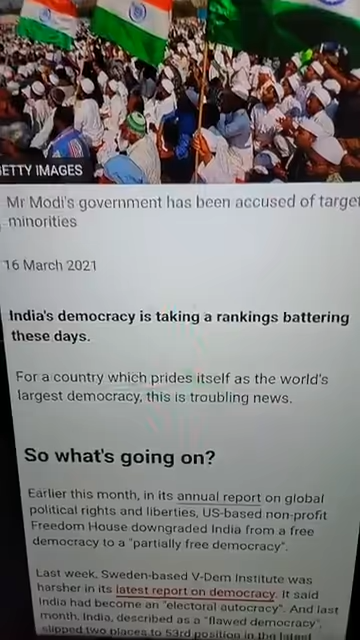 GETTY IMAGES
Mr Modi's government has been accused of
minorities
16 March 2021
India's democracy is taking a rankings battering
these days.
For a country which prides itself as the world's
largest democracy, this is troubling news.
So what's going on?
Earlier this month, in its annual report on global
political rights and liberties, US-based non-profit
Freedom House downgraded India from a free
democracy to a "partially free democracy".
Last week, Sweden-based V-Dem Institute was
harsher in its latest report on democracy. It said
India had become an "electoral autocracy". And last
month, India, described as a "flawed democracy",
slipped two places to 53rd position in the latest